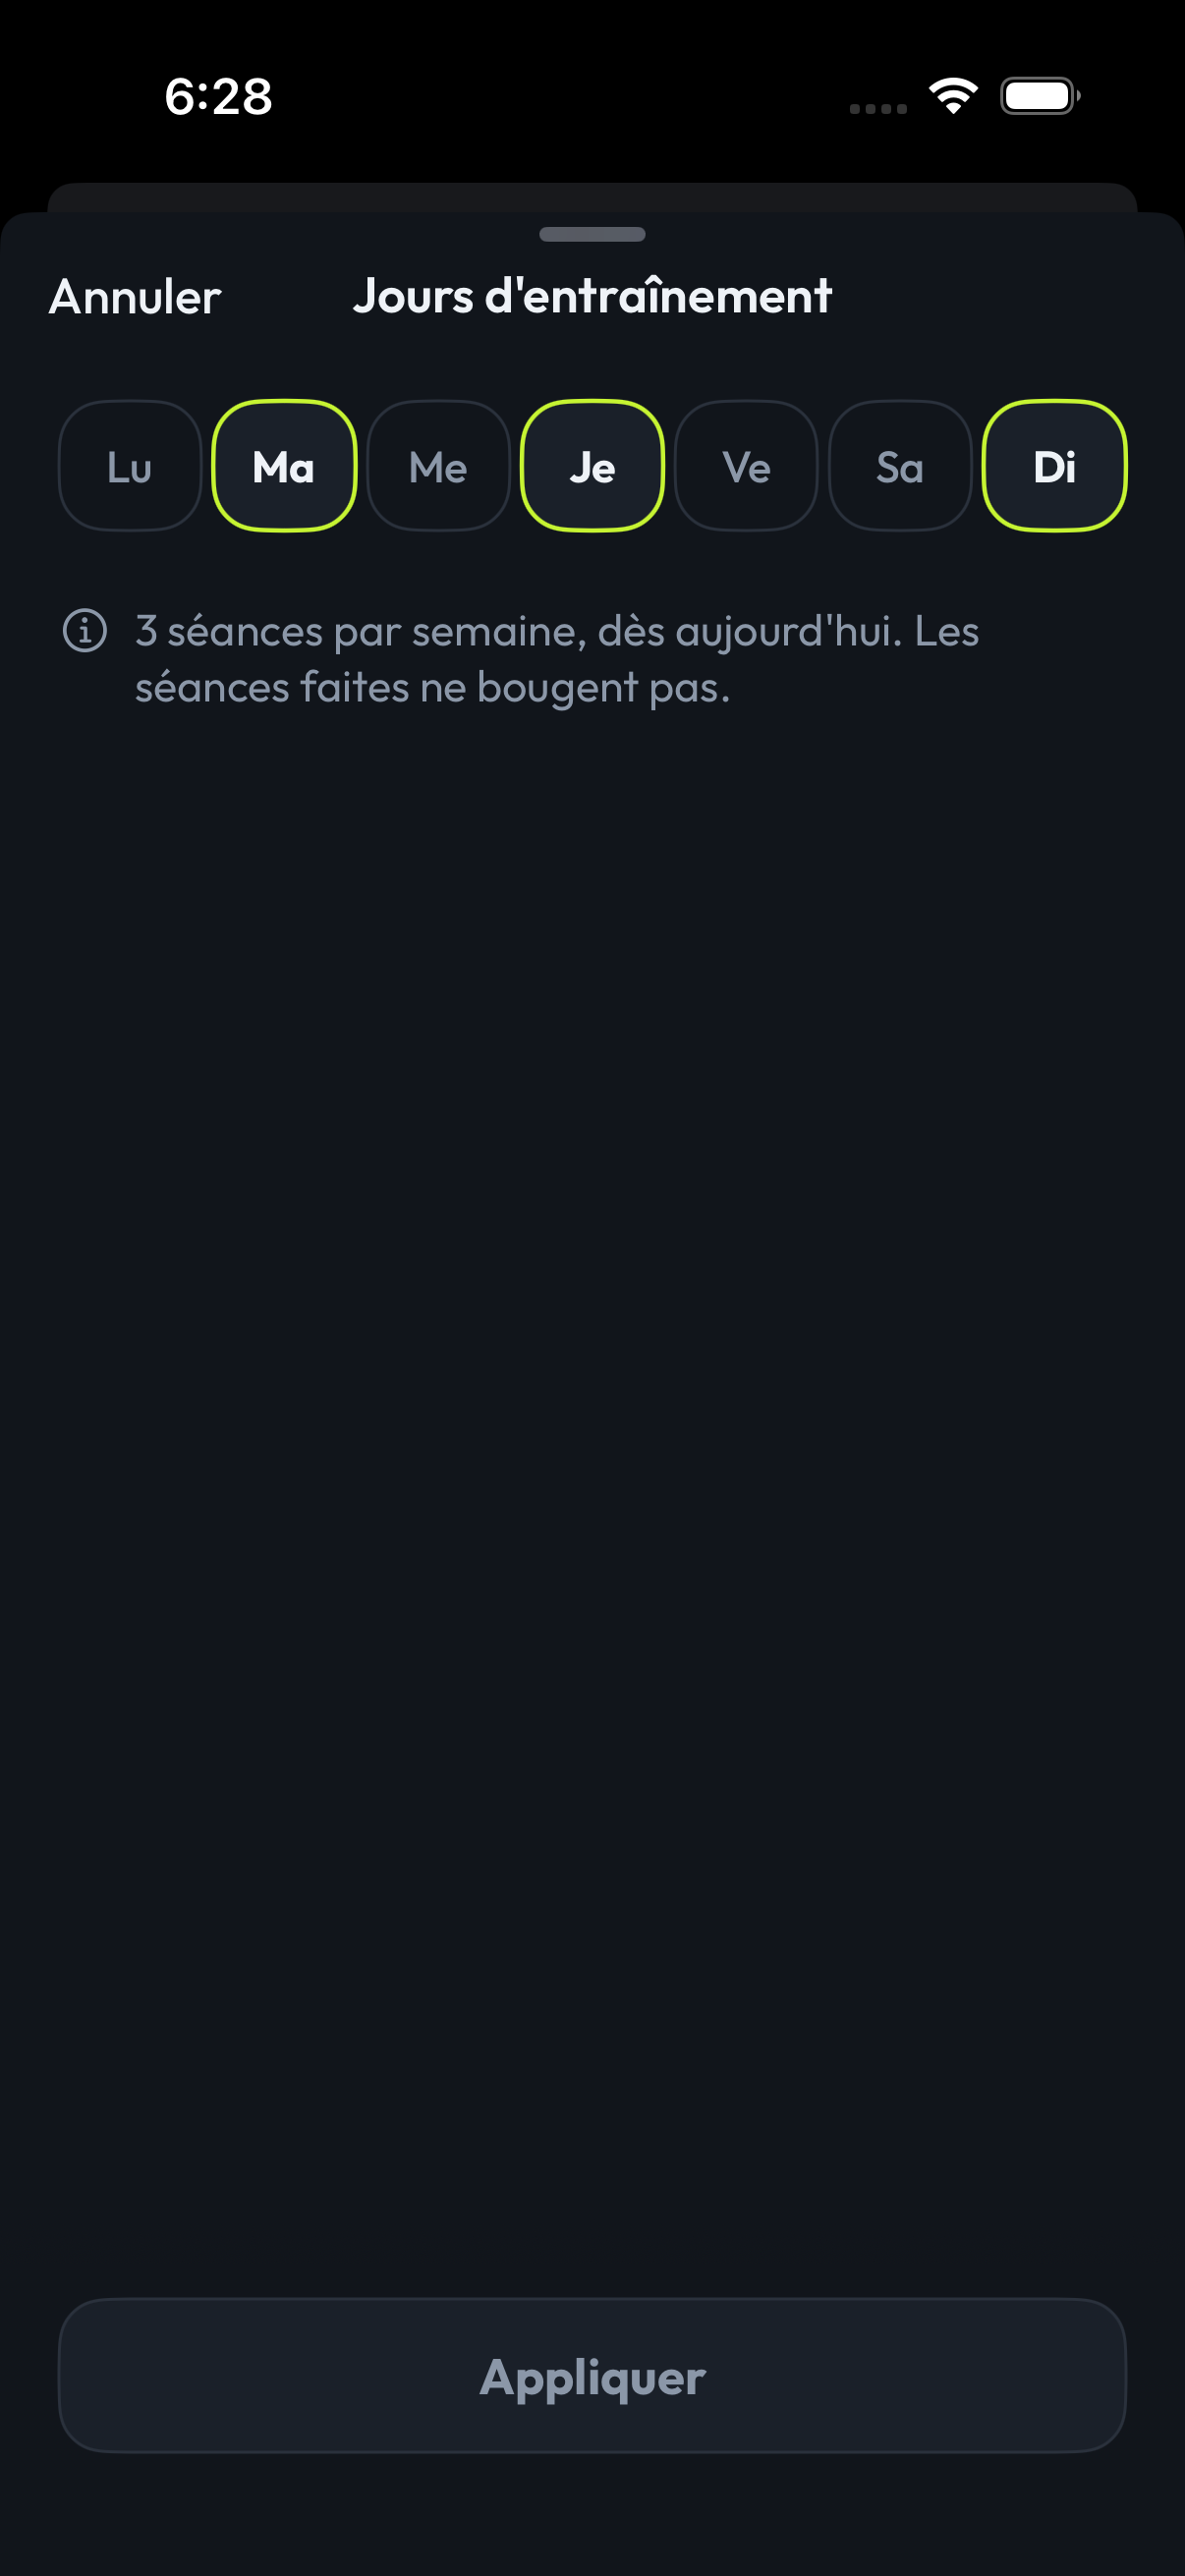 6:28
Annuler
Jours d'entraînement
Lu Ma Me Je Ve Sa Di
3 séances par semaine, dès aujourd'hui. Les
séances faites ne bougent pas.
Appliquer